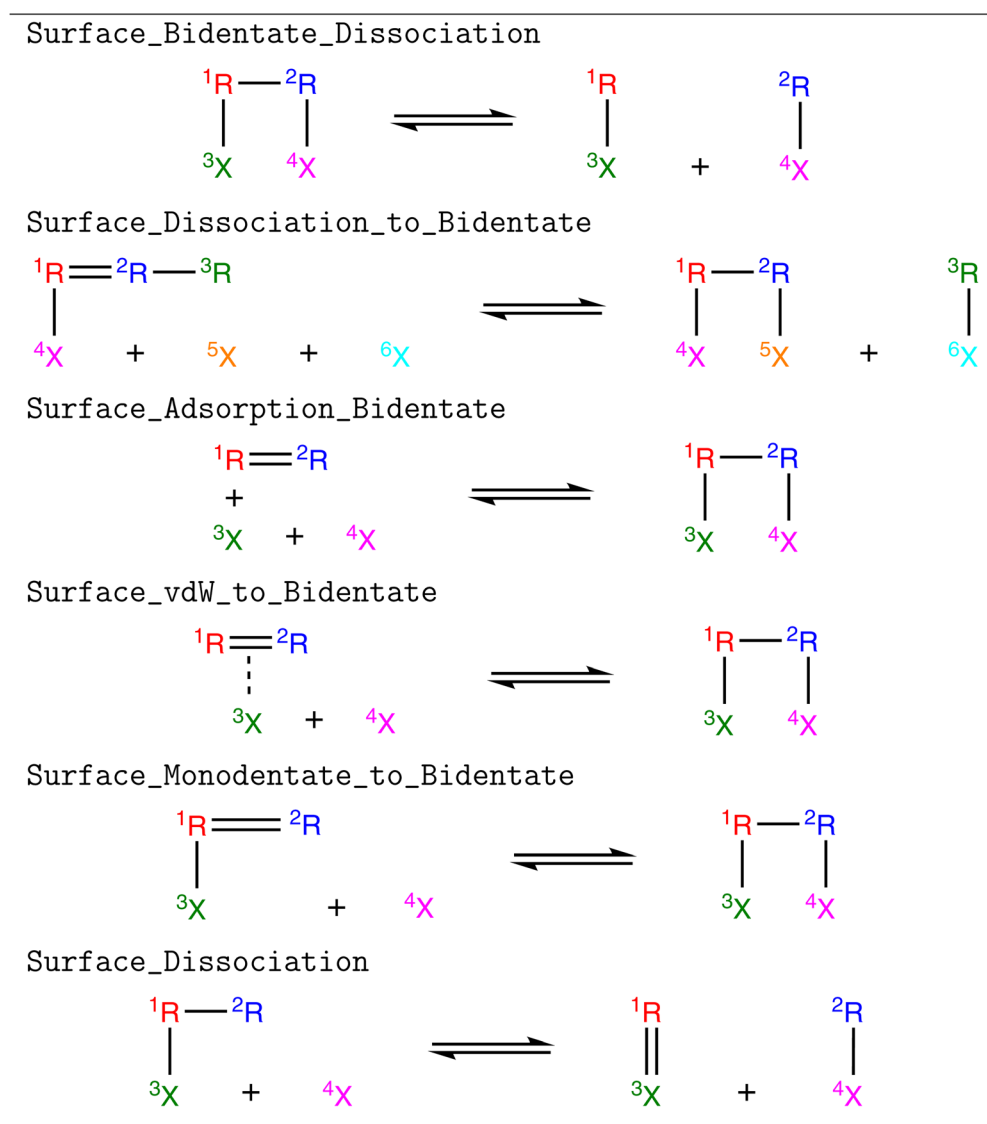 Surface_Bidentate_Dissociation
¹R ²R ¹R ²R
³X ⁴X ³X + ⁴X
Surface_Dissociation_to_Bidentate
¹R ²R ³R ¹R ²R ³R
⁴X + ⁵X + ⁶X ⁴X ⁵X + ⁶X
Surface_Adsorption_Bidentate
¹R ²R ¹R ²R
+
³X + ⁴X ³X ⁴X
Surface_vdW_to_Bidentate
¹R ²R ¹R ²R
³X + ⁴X ³X ⁴X
Surface_Monodentate_to_Bidentate
¹R ²R ¹R ²R
³X + ⁴X ³X ⁴X
Surface_Dissociation
¹R ²R ¹R ²R
³X + ⁴X ³X + ⁴X